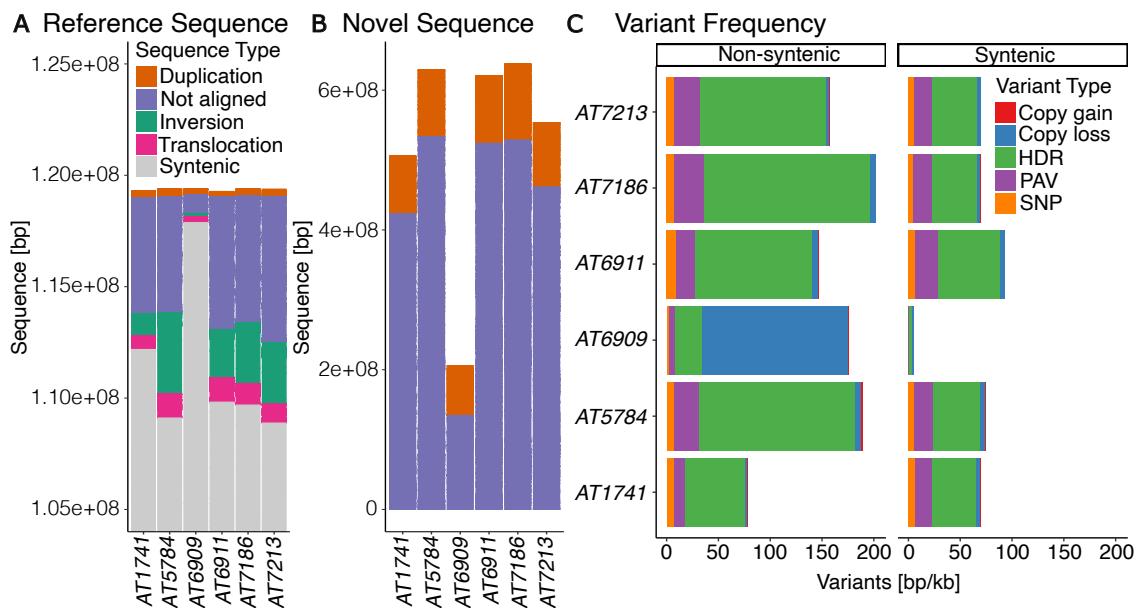 A Reference Sequence
Sequence Type
Duplication
Not aligned
Inversion
Translocation
Syntenic
Sequence [bp]
1.25e+08
1.20e+08
1.15e+08
1.10e+08
1.05e+08
AT1741
AT5784
AT6909
AT6911
AT7186
AT7213
B Novel Sequence
Sequence [bp]
6e+08
4e+08
2e+08
0
AT1741
AT5784
AT6909
AT6911
AT7186
AT7213
C Variant Frequency
Non-syntenic
Syntenic
Variant Type
Copy gain
Copy loss
HDR
PAV
SNP
AT7213
AT7186
AT6911
AT6909
AT5784
AT1741
0 50 100 150 200
0 50 100 150 200
Variants [bp/kb]